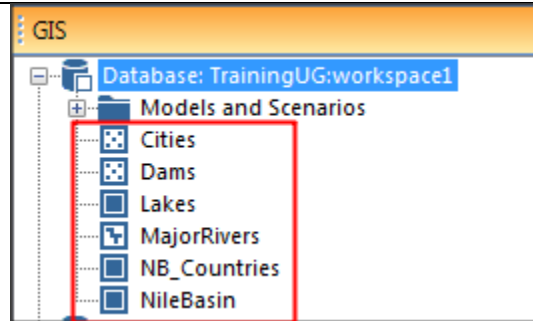 GIS
Database: TrainingUG:workspace1
Models and Scenarios
Cities
Dams
Lakes
MajorRivers
NB_Countries
NileBasin